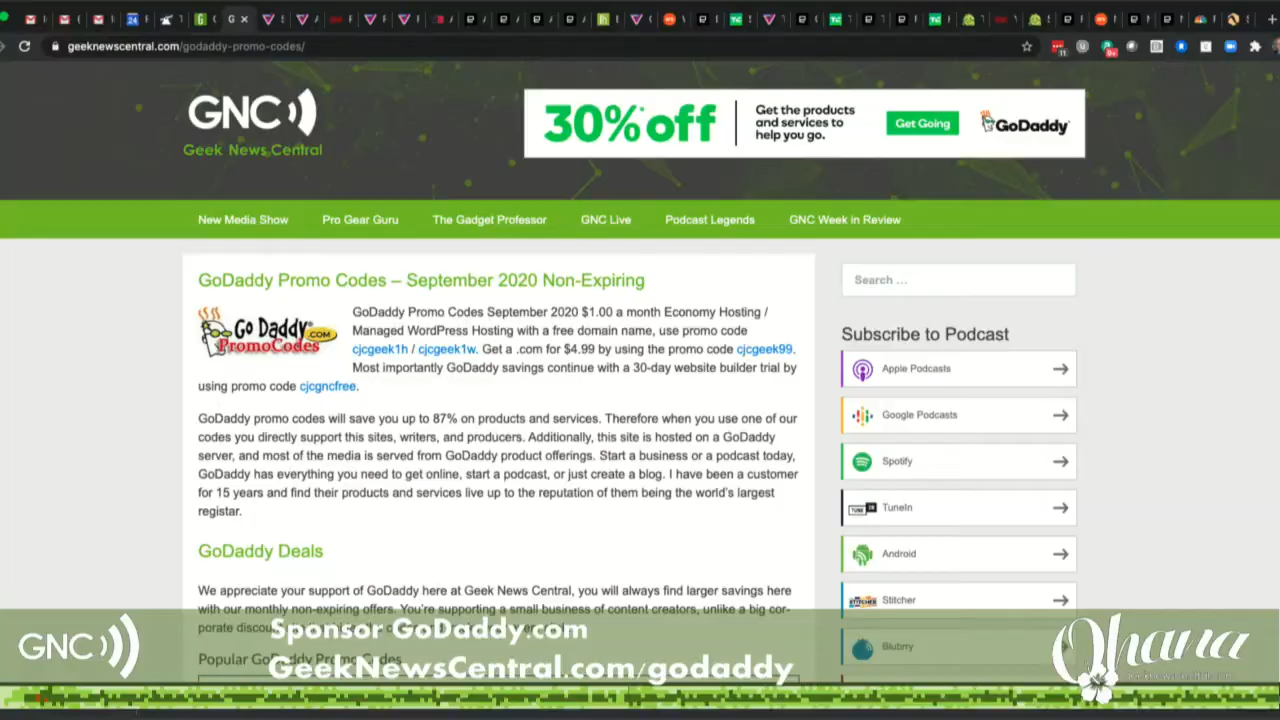 geeknewscentral.com/godaddy-promo-codes/
GNC
Geek News Central
30% off
Get the products
and services to
help you go.
Get Going
GoDaddy
New Media Show
Pro Gear Guru
The Gadget Professor
GNC Live
Podcast Legends
GNC Week in Review
GoDaddy Promo Codes – September 2020 Non-Expiring
Go Daddy .COM
PromoCodes
GoDaddy Promo Codes September 2020 $1.00 a month Economy Hosting /
Managed WordPress Hosting with a free domain name, use promo code
cjcgeek1h / cjcgeek1w. Get a .com for $4.99 by using the promo code cjcgeek99.
Most importantly GoDaddy savings continue with a 30-day website builder trial by
using promo code cjcgncfree.
GoDaddy promo codes will save you up to 87% on products and services. Therefore when you use one of our
codes you directly support this sites, writers, and producers. Additionally, this site is hosted on a GoDaddy
server, and most of the media is served from GoDaddy product offerings. Start a business or a podcast today,
GoDaddy has everything you need to get online, start a podcast, or just create a blog. I have been a customer
for 15 years and find their products and services live up to the reputation of them being the world's largest
registar.
GoDaddy Deals
We appreciate your support of GoDaddy here at Geek News Central, you will always find larger savings here
with our monthly non-expiring offers. You're supporting a small business of content creators, unlike a big cor-
porate
Popular GoDaddy Promo Codes
Search ...
Subscribe to Podcast
Apple Podcasts
Google Podcasts
Spotify
TuneIn
Android
Stitcher
Blubrry
GNC
Sponsor GoDaddy.com
GeekNewsCentral.com/godaddy
Ohana